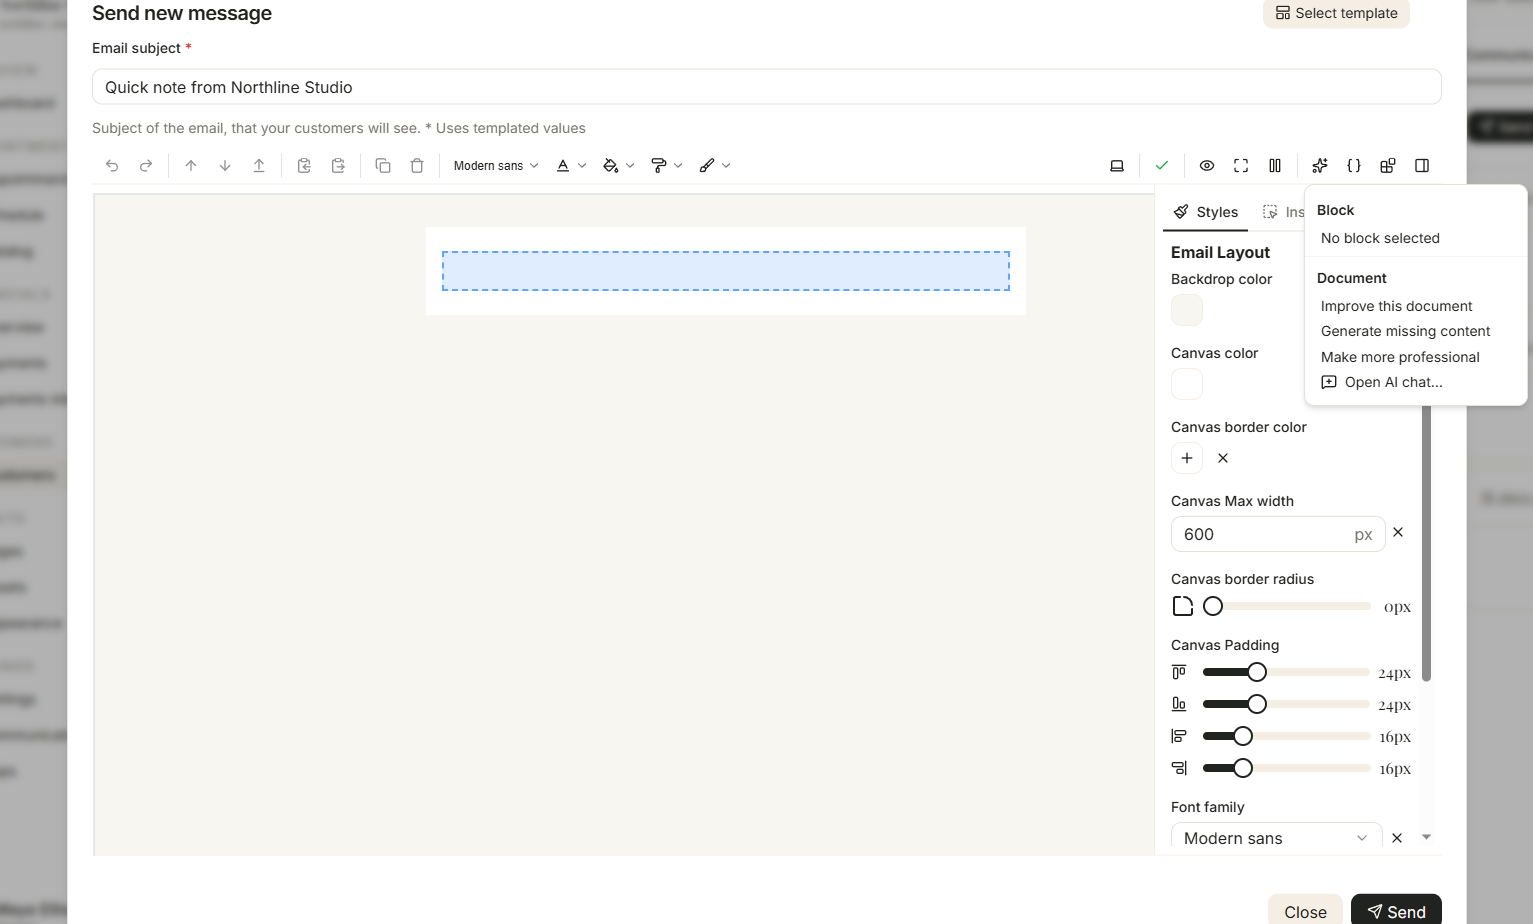 Send new message
Select template
Email subject *
Quick note from Northline Studio
Subject of the email, that your customers will see. * Uses templated values
Modern sans
Styles
Ins
Block
No block selected
Document
Improve this document
Generate missing content
Make more professional
Open AI chat...
Email Layout
Backdrop color
Canvas color
Canvas border color
Canvas Max width
600 px
Canvas border radius
0px
Canvas Padding
24px
24px
16px
16px
Font family
Modern sans
Close
Send